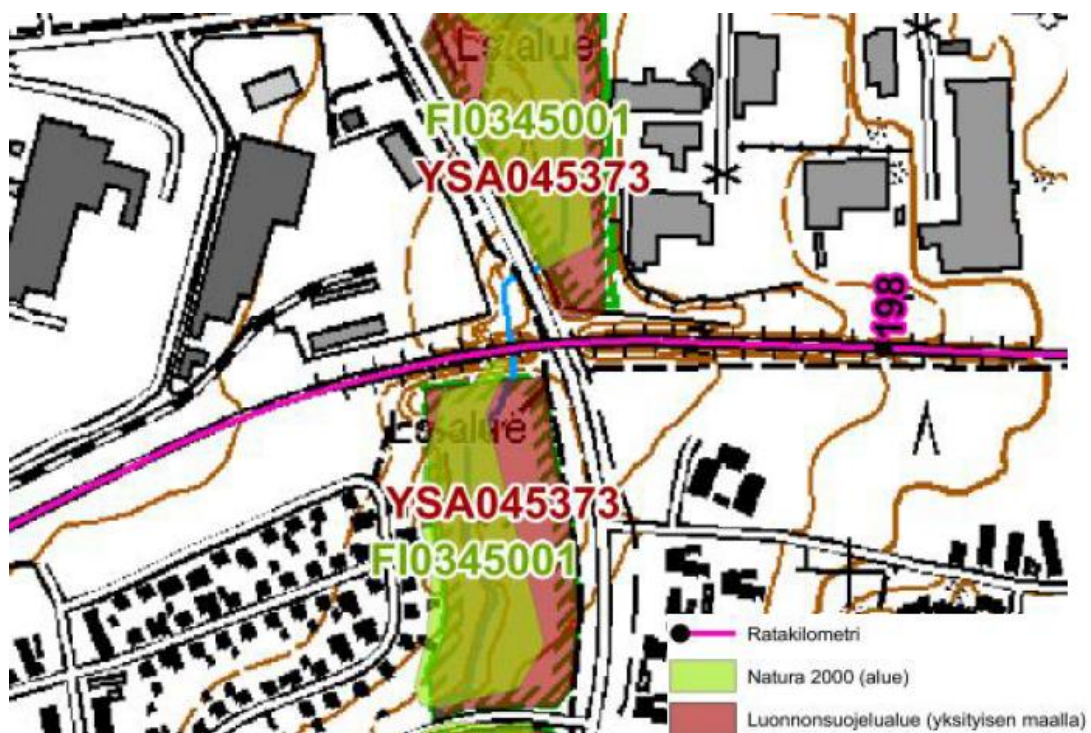 Ls.alue
FI0345001
YSA045373
198
Ls.alue
YSA045373
FI0345001
Ratakilometri
Natura 2000 (alue)
Luonnonsuojelualue (yksityisen maalla)